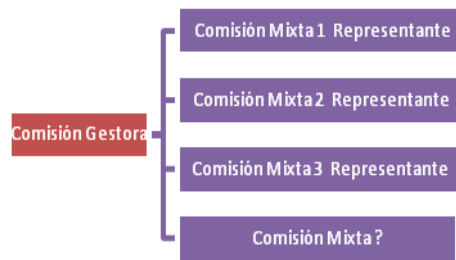 Comisión Gestora
Comisión Mixta 1 Representante
Comisión Mixta 2 Representante
Comisión Mixta 3 Representante
Comisión Mixta ?